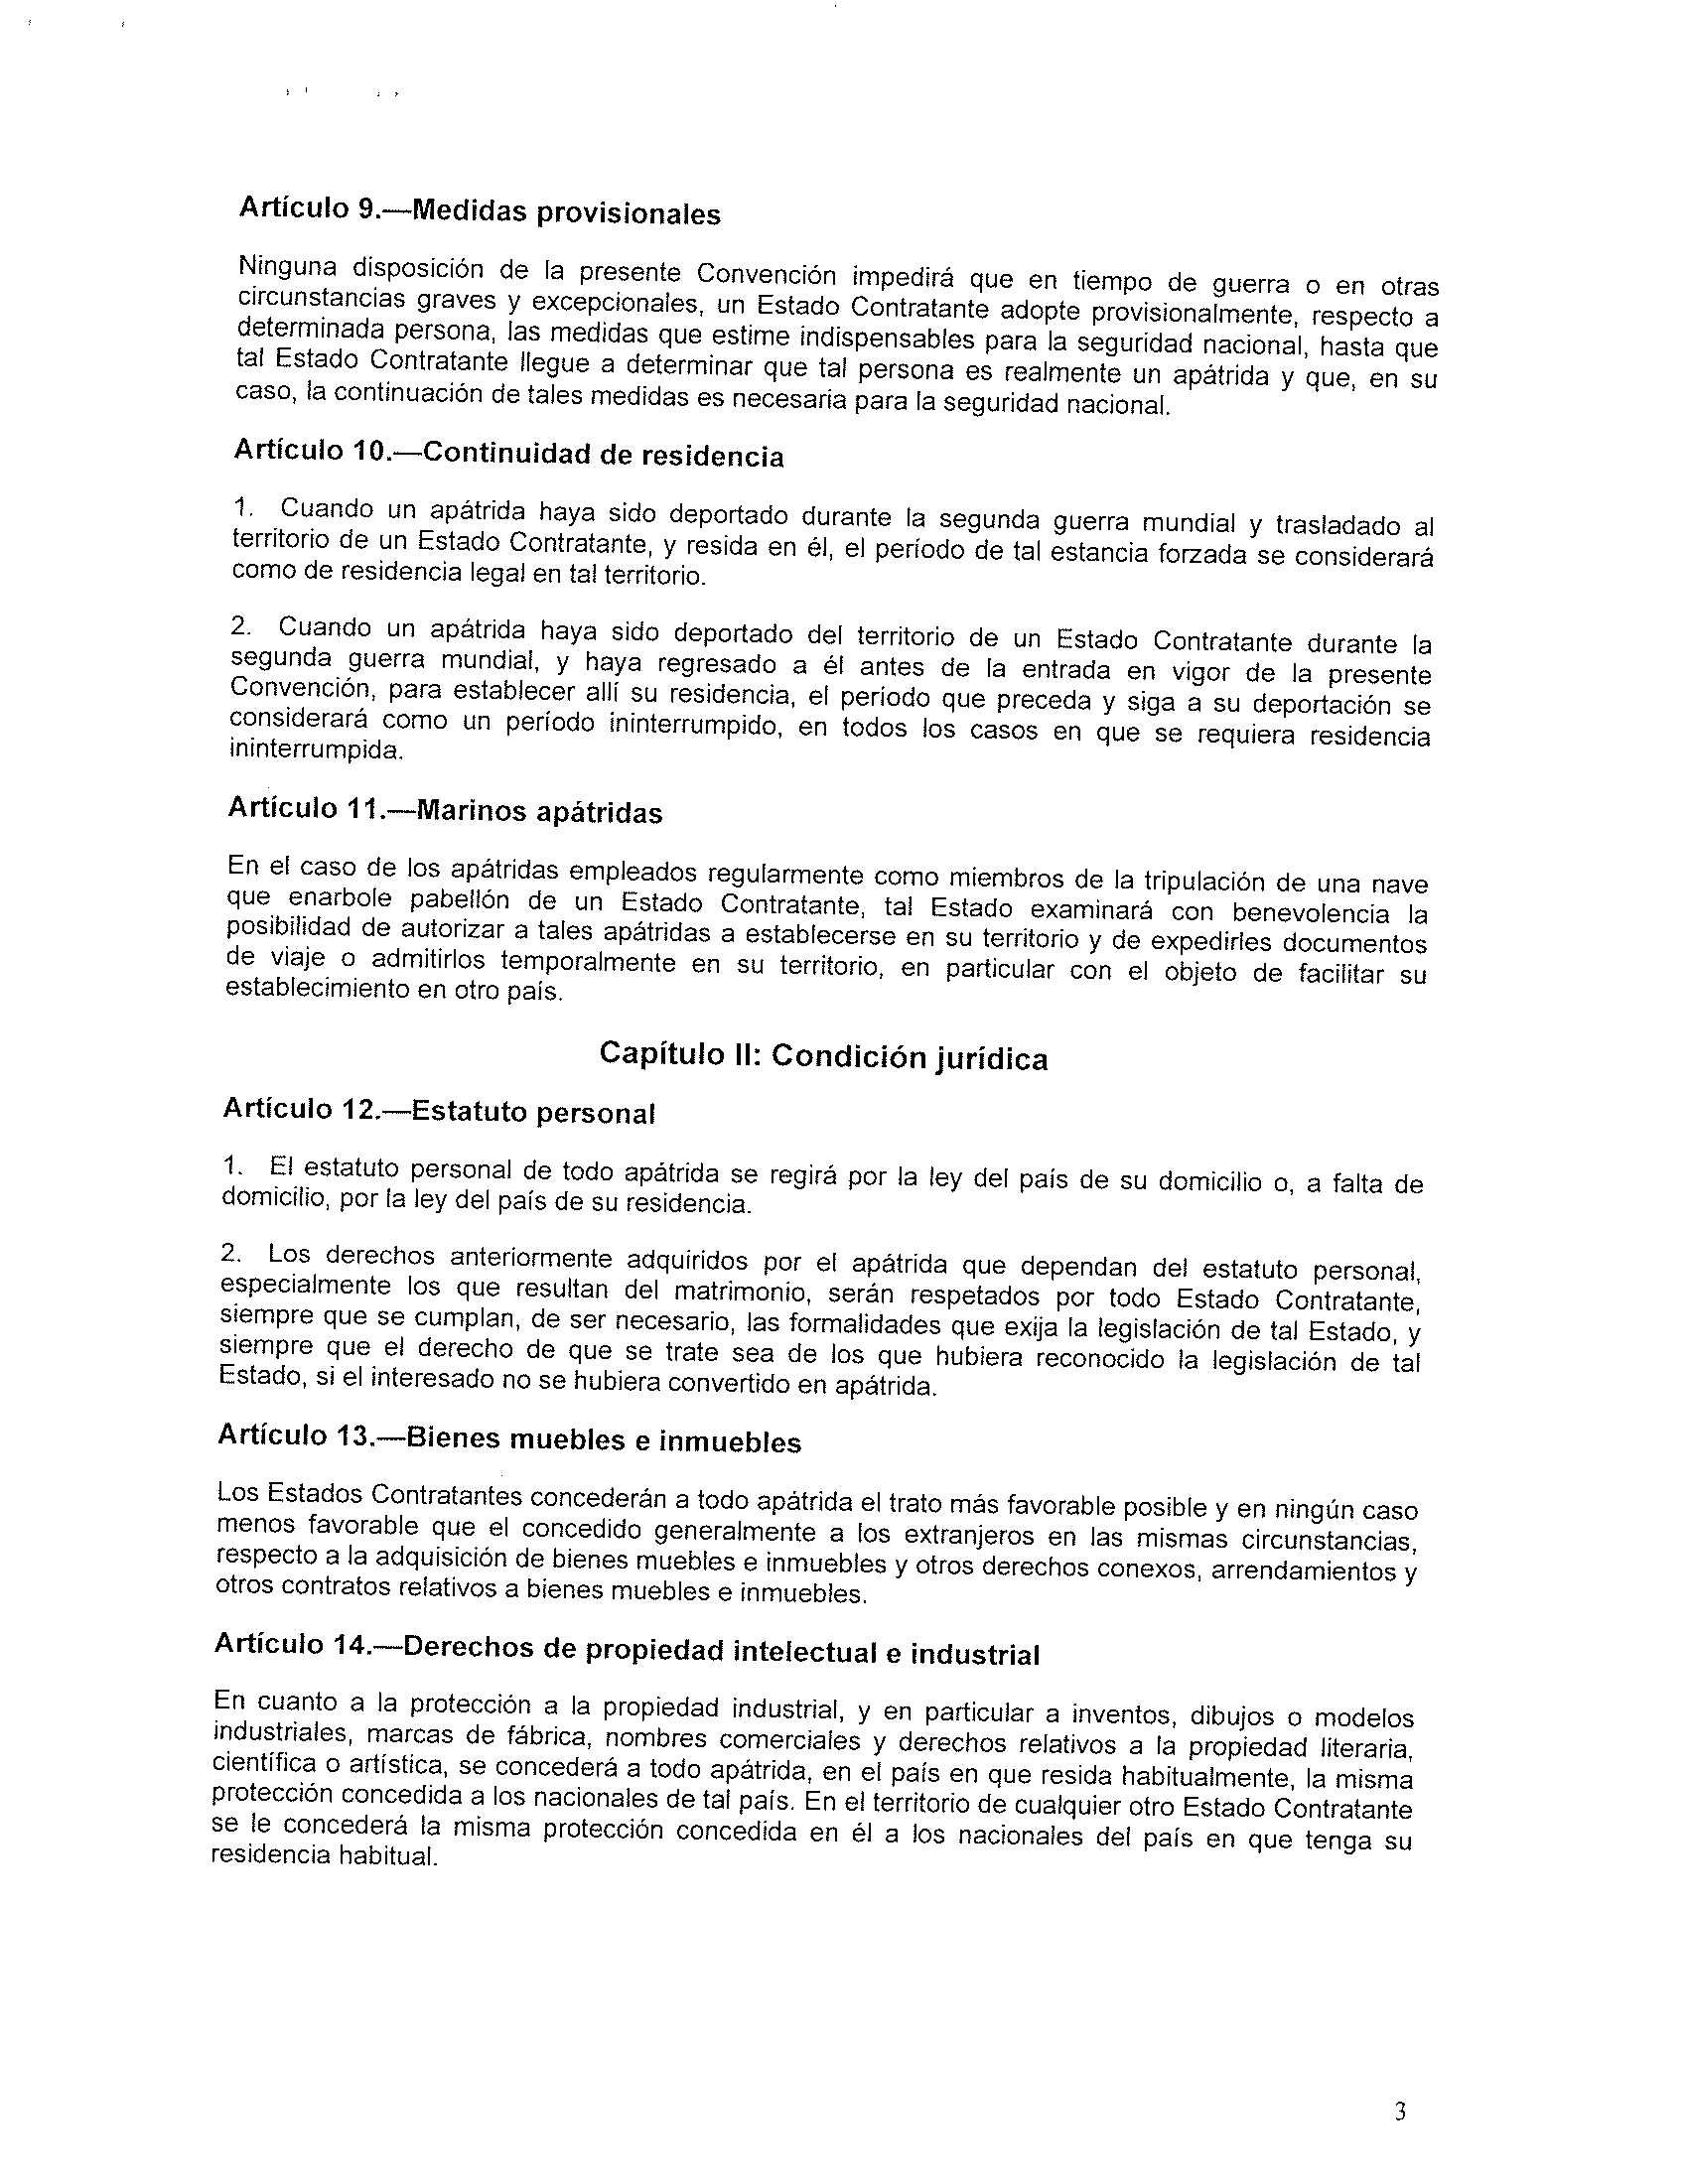 Artículo 9.—Medidas provisionales
Ninguna disposición de la presente Convención impedirá que en tiempo de guerra o en otras
circunstancias graves y excepcionales, un Estado Contratante adopte provisionalmente, respecto a
determinada persona, las medidas que estime indispensables para la seguridad nacional, hasta que
tal Estado Contratante llegue a determinar que tal persona es realmente un apátrida y que, en su
caso, la continuación de tales medidas es necesaria para la seguridad nacional.
Artículo 10.—Continuidad de residencia
1. Cuando un apátrida haya sido deportado durante la segunda guerra mundial y trasladado al
territorio de un Estado Contratante, y resida en él, el período de tal estancia forzada se considerará
como de residencia legal en tal territorio.
2. Cuando un apátrida haya sido deportado del territorio de un Estado Contratante durante la
segunda guerra mundial, y haya regresado a él antes de la entrada en vigor de la presente
Convención, para establecer allí su residencia, el período que preceda y siga a su deportación se
considerará como un período ininterrumpido, en todos los casos en que se requiera residencia
ininterrumpida.
Artículo 11.—Marinos apátridas
En el caso de los apátridas empleados regularmente como miembros de la tripulación de una nave
que enarbole pabellón de un Estado Contratante, tal Estado examinará con benevolencia la
posibilidad de autorizar a tales apátridas a establecerse en su territorio y de expedirles documentos
de viaje o admitirlos temporalmente en su territorio, en particular con el objeto de facilitar su
establecimiento en otro país.
Capítulo II: Condición jurídica
Artículo 12.—Estatuto personal
1. El estatuto personal de todo apátrida se regirá por la ley del país de su domicilio o, a falta de
domicilio, por la ley del país de su residencia.
2. Los derechos anteriormente adquiridos por el apátrida que dependan del estatuto personal,
especialmente los que resultan del matrimonio, serán respetados por todo Estado Contratante,
siempre que se cumplan, de ser necesario, las formalidades que exija la legislación de tal Estado, y
siempre que el derecho de que se trate sea de los que hubiera reconocido la legislación de tal
Estado, si el interesado no se hubiera convertido en apátrida.
Artículo 13.—Bienes muebles e inmuebles
Los Estados Contratantes concederán a todo apátrida el trato más favorable posible y en ningún caso
menos favorable que el concedido generalmente a los extranjeros en las mismas circunstancias,
respecto a la adquisición de bienes muebles e inmuebles y otros derechos conexos, arrendamientos y
otros contratos relativos a bienes muebles e inmuebles.
Artículo 14.—Derechos de propiedad intelectual e industrial
En cuanto a la protección a la propiedad industrial, y en particular a inventos, dibujos o modelos
industriales, marcas de fábrica, nombres comerciales y derechos relativos a la propiedad literaria,
científica o artística, se concederá a todo apátrida, en el país en que resida habitualmente, la misma
protección concedida a los nacionales de tal país. En el territorio de cualquier otro Estado Contratante
se le concederá la misma protección concedida en él a los nacionales del país en que tenga su
residencia habitual.
3